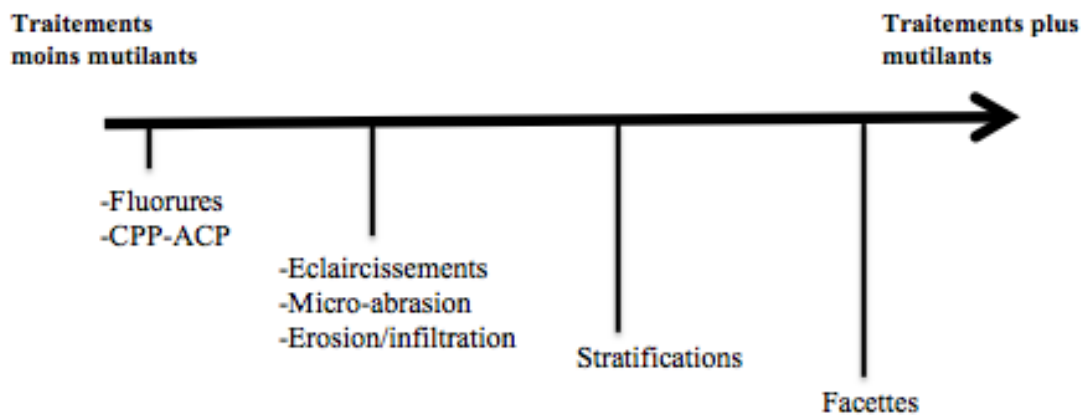 Traitements
moins mutilants
Traitements plus
mutilants
-Fluorures
-CPP-ACP
-Eclaircissements
-Micro-abrasion
-Erosion/infiltration
Stratifications
Facettes